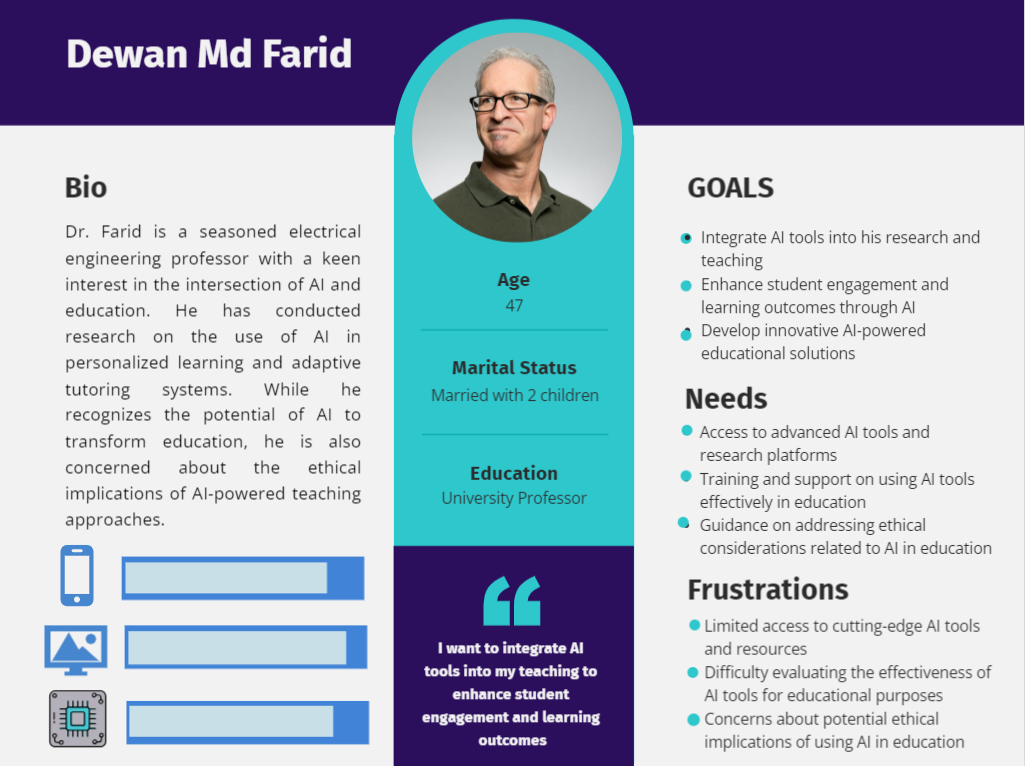 Dewan Md Farid
Bio
Dr. Farid is a seasoned electrical
engineering professor with a keen
interest in the intersection of AI and
education. He has conducted
research on the use of AI in
personalized learning and adaptive
tutoring systems. While he
recognizes the potential of AI to
transform education, he is also
concerned about the ethical
implications of AI-powered teaching
approaches.
Age
47
Marital Status
Married with 2 children
Education
University Professor
I want to integrate AI
tools into my teaching to
enhance student
engagement and learning
outcomes
GOALS
Integrate AI tools into his research and
teaching
Enhance student engagement and
learning outcomes through AI
Develop innovative AI-powered
educational solutions
Needs
Access to advanced AI tools and
research platforms
Training and support on using AI tools
effectively in education
Guidance on addressing ethical
considerations related to AI in education
Frustrations
Limited access to cutting-edge AI tools
and resources
Difficulty evaluating the effectiveness of
AI tools for educational purposes
Concerns about potential ethical
implications of using AI in education